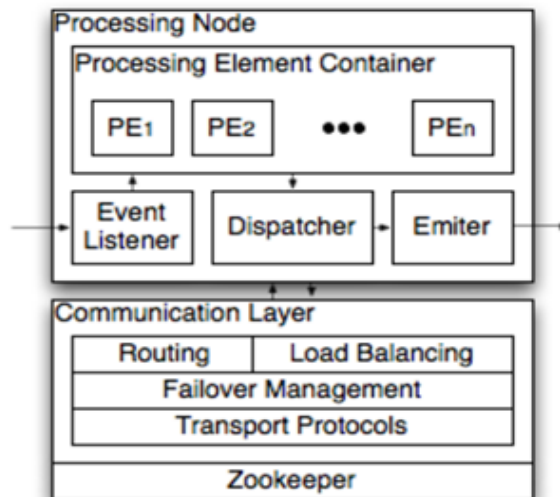 Processing Node
Processing Element Container
PE1 PE2 ••• PEn
Event
Listener
Dispatcher
Emiter
Communication Layer
Routing
Load Balancing
Failover Management
Transport Protocols
Zookeeper